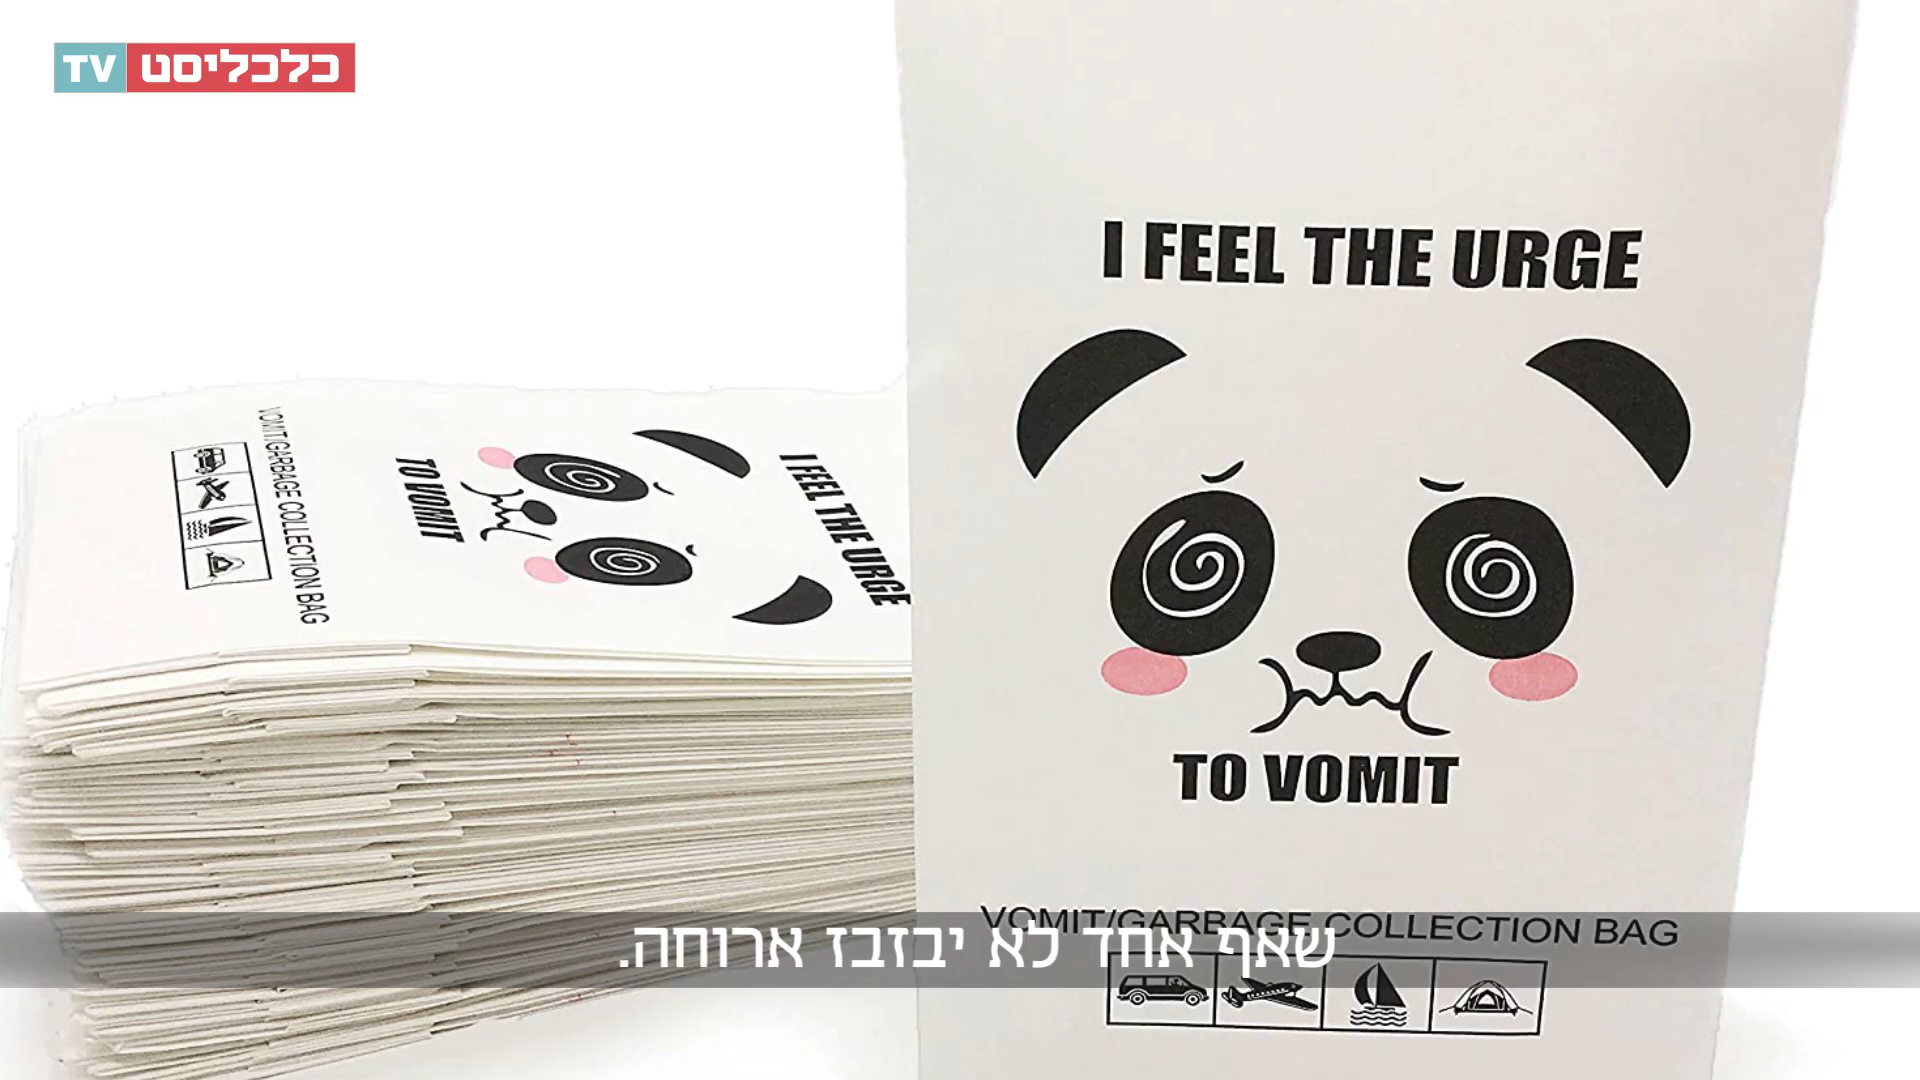 כלכליסט TV
I FEEL THE URGE
TO VOMIT
VOMIT/GARBAGE COLLECTION BAG
I FEEL THE URGE
TO VOMIT
VOMIT/GARBAGE COLLECTION BAG
שאף אחד לא יבזבז ארוחה.